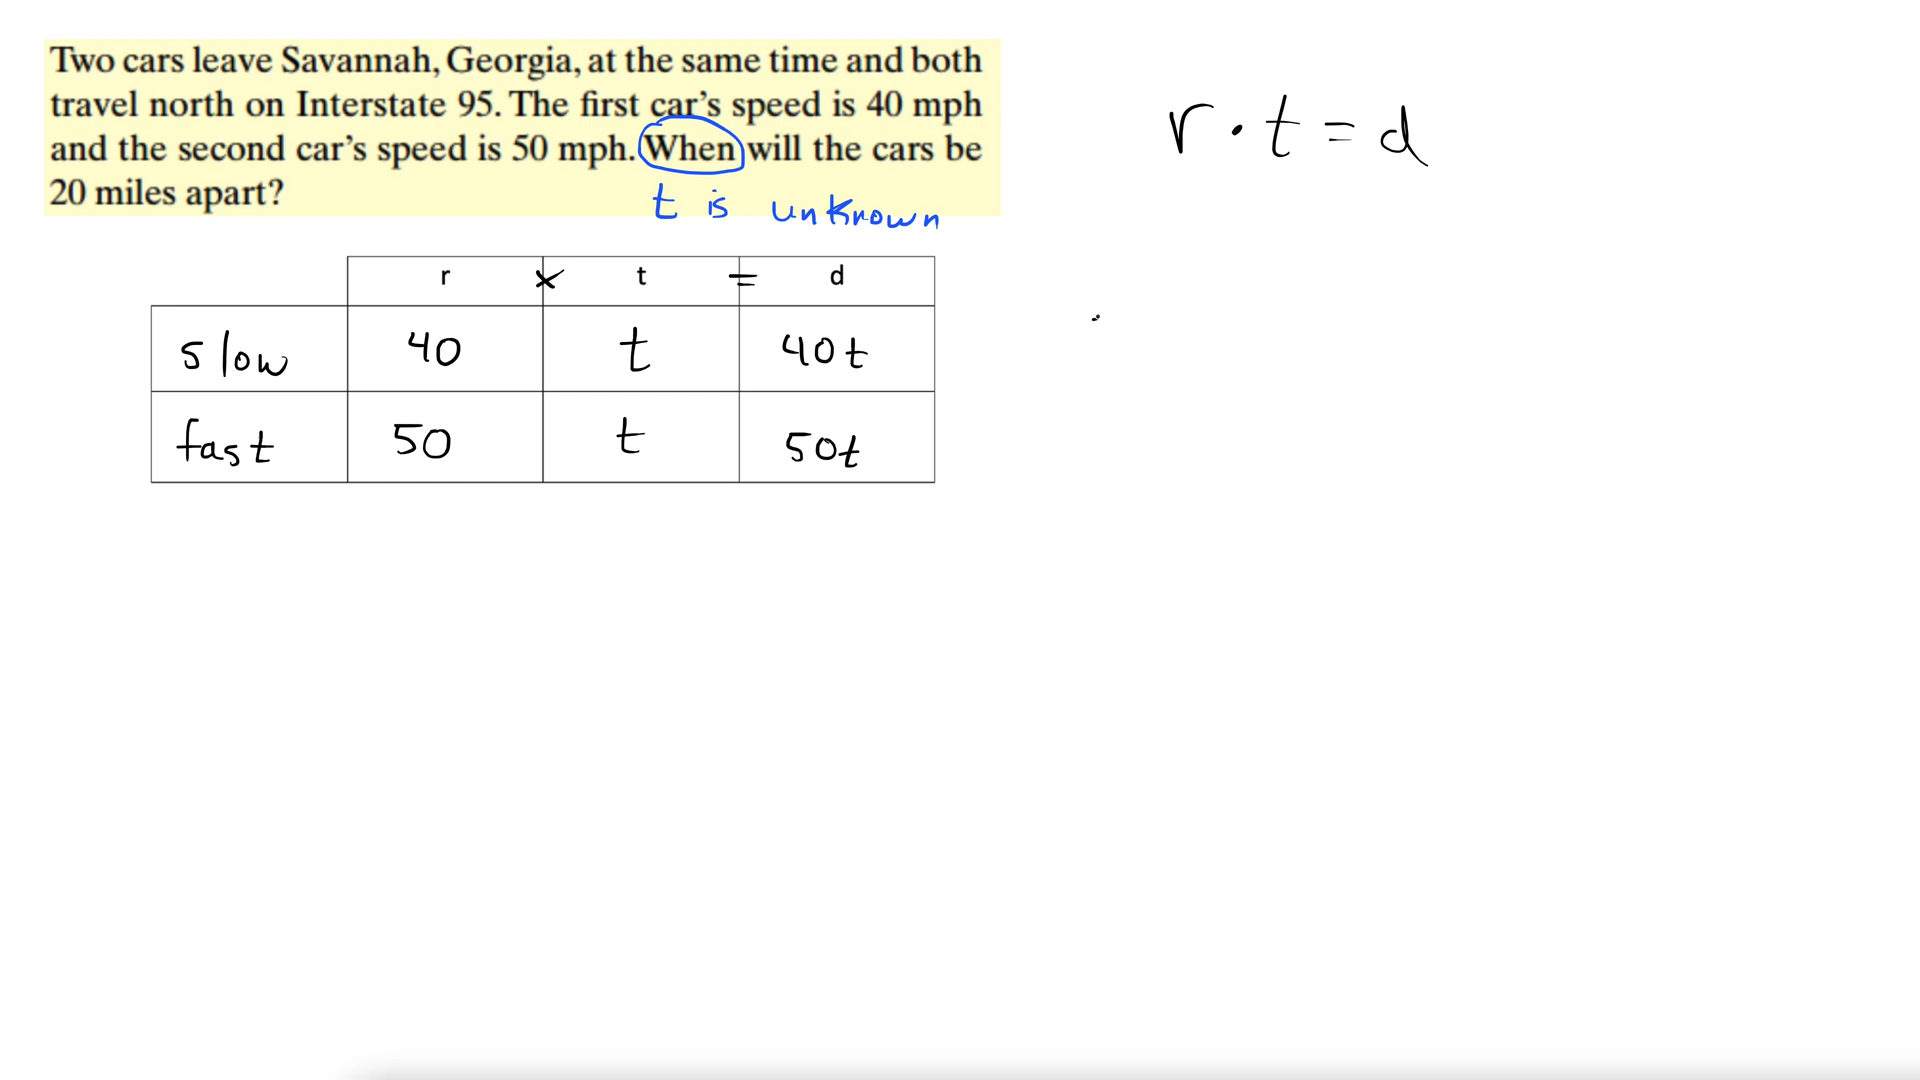 Two cars leave Savannah, Georgia, at the same time and both
travel north on Interstate 95. The first car's speed is 40 mph
and the second car's speed is 50 mph. When will the cars be
20 miles apart?
t is unknown
r · t = d
r × t = d
slow 40 t 40t
fast 50 t 50t